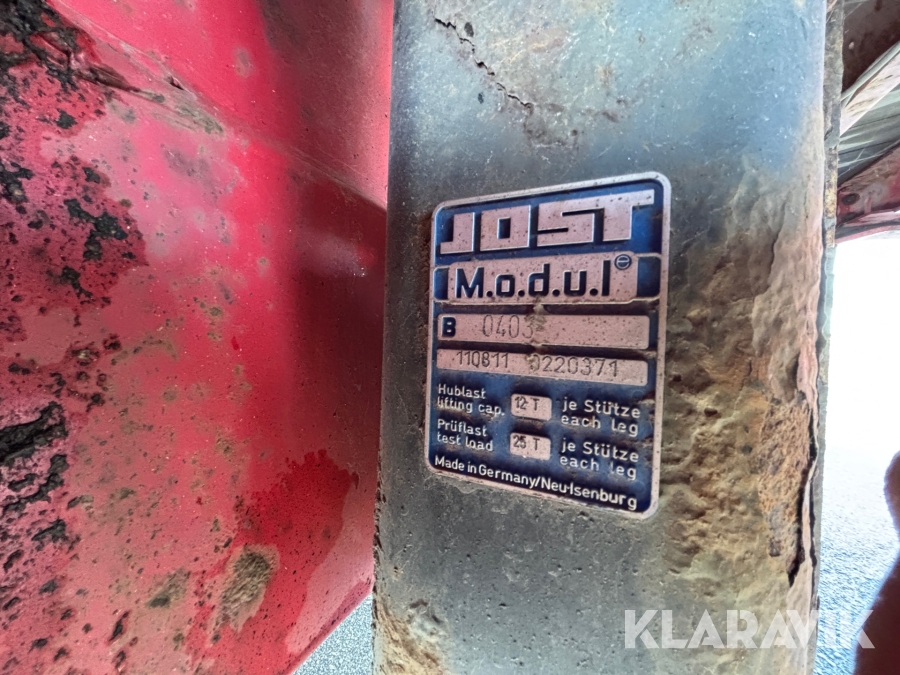 JOST
M.o.d.u.l
B 0403
110811 0220371
Hublast
lifting cap. 12 T je Stütze
each leg
Prüflast
test load 25 T je Stütze
each leg
Made in Germany/Neu-Isenburg
KLARAVIK